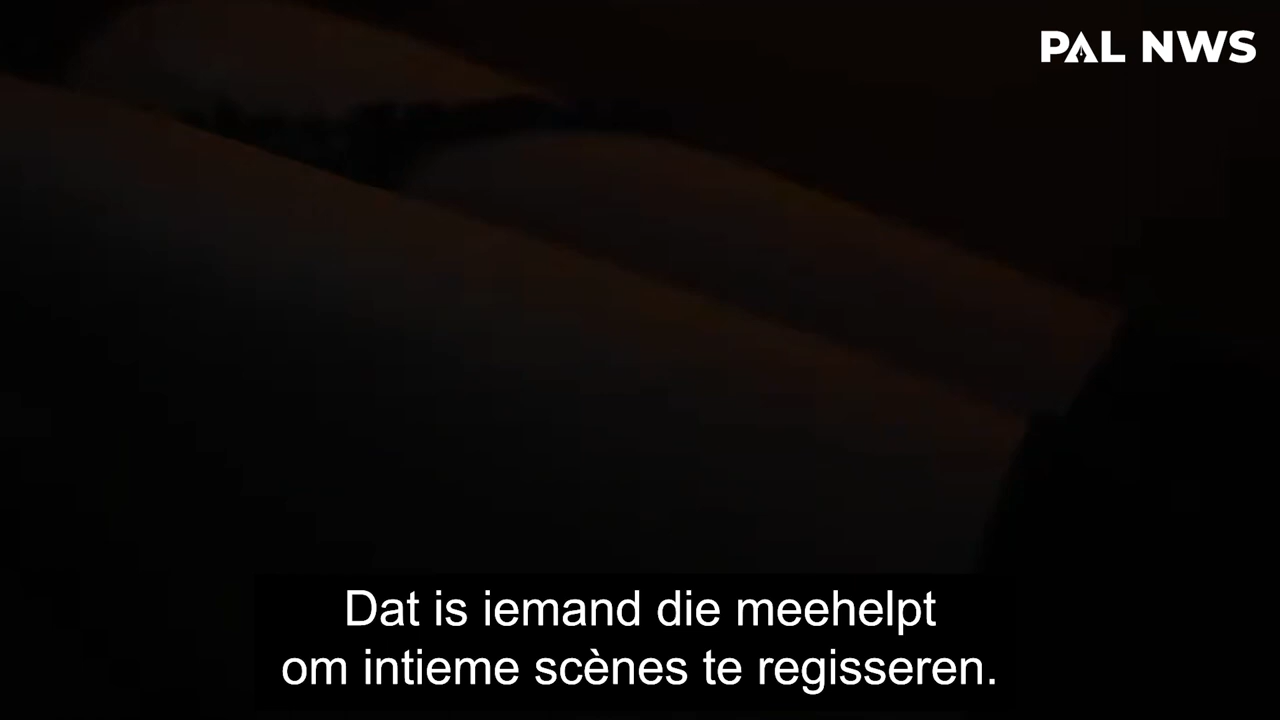 PAL NWS
Dat is iemand die meehelpt
om intieme scènes te regisseren.